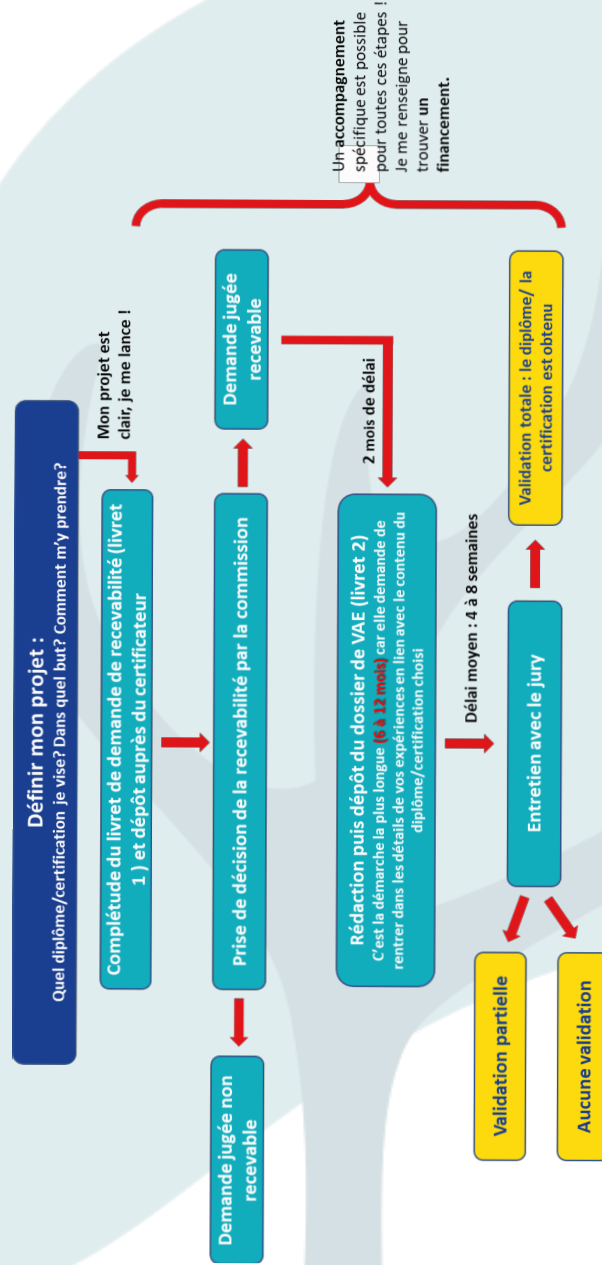 Définir mon projet :
Quel diplôme/certification je vise? Dans quel but? Comment m'y prendre?
Mon projet est
clair, je me lance !
Complétude du livret de demande de recevabilité (livret
1 ) et dépôt auprès du certificateur
Demande jugée non
recevable
Prise de décision de la recevabilité par la commission
Demande jugée
recevable
2 mois de délai
Rédaction puis dépôt du dossier de VAE (livret 2)
C'est la démarche la plus longue (6 à 12 mois) car elle demande de
rentrer dans les détails de vos expériences en lien avec le contenu du
diplôme/certification choisi
Délai moyen : 4 à 8 semaines
Validation partielle
Aucune validation
Entretien avec le jury
Validation totale : le diplôme/ la
certification est obtenu
Un accompagnement
spécifique est possible
pour toutes ces étapes !
Je me renseigne pour
trouver un
financement.